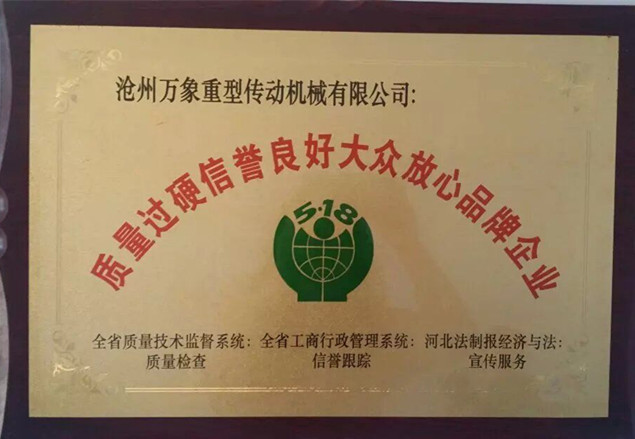 沧州万象重型传动机械有限公司:
质量过硬信誉良好大众放心品牌企业
5·18
全省质量技术监督系统: 全省工商行政管理系统: 河北法制报经济与法:
质量检查 信誉跟踪 宣传服务